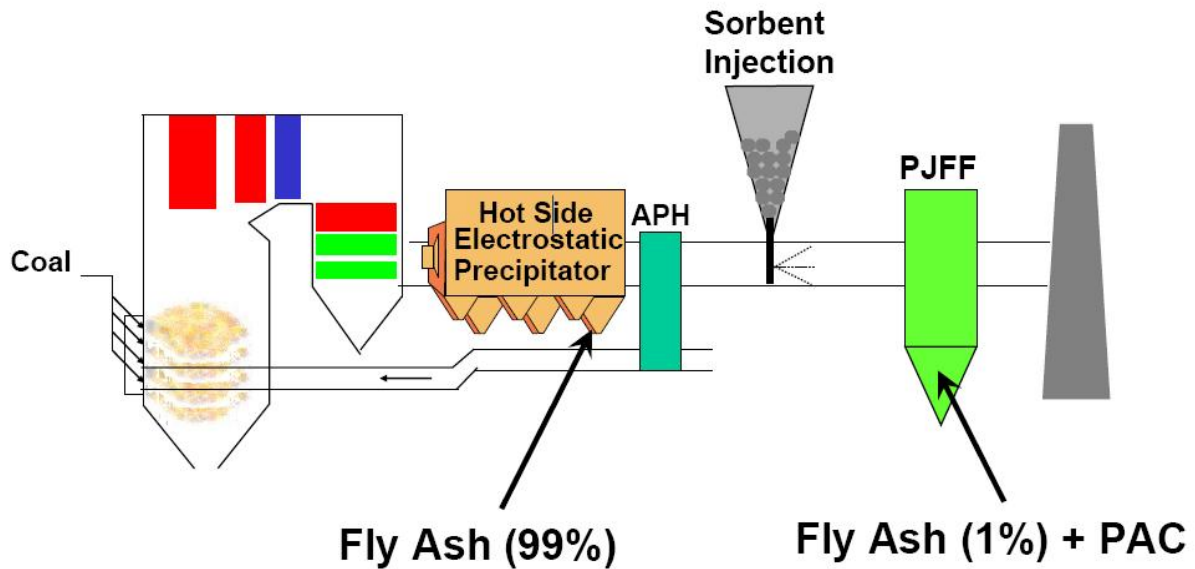 Sorbent
Injection
PJFF
Hot Side
Electrostatic
Precipitator
APH
Coal
Fly Ash (99%)
Fly Ash (1%) + PAC